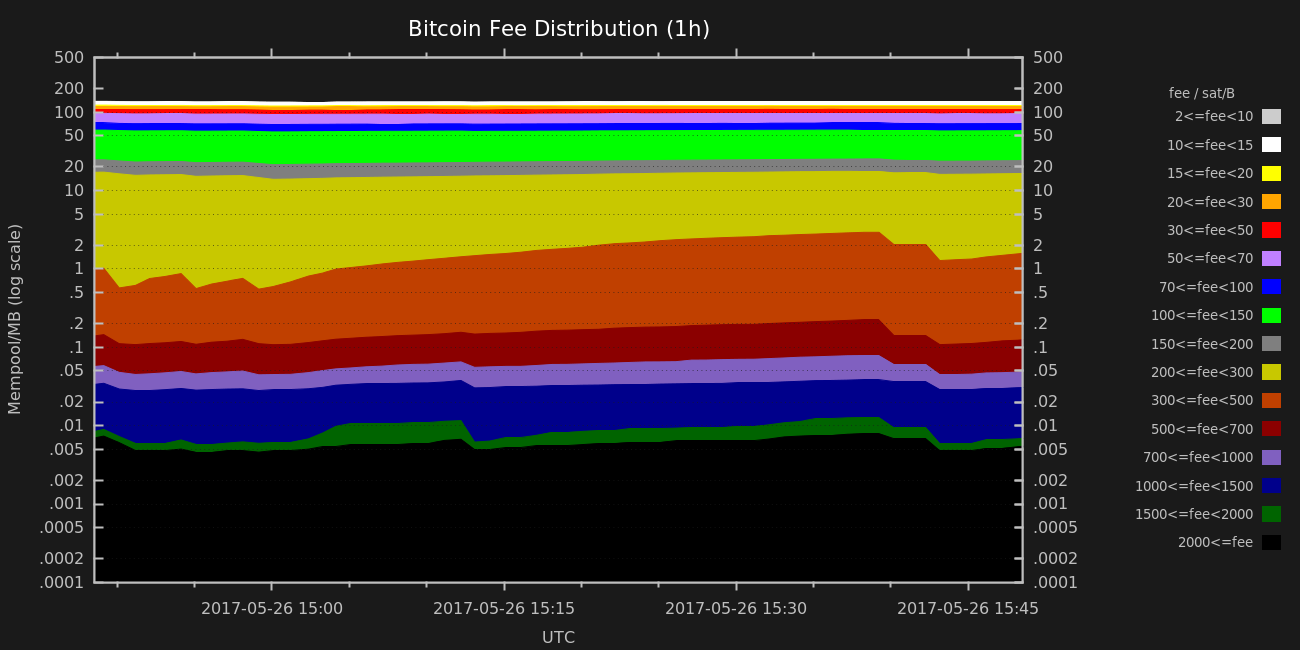 Bitcoin Fee Distribution (1h)
Mempool/MB (log scale)
500
200
100
50
20
10
5
2
1
.5
.2
.1
.05
.02
.01
.005
.002
.001
.0005
.0002
.0001
500
200
100
50
20
10
5
2
1
.5
.2
.1
.05
.02
.01
.005
.002
.001
.0005
.0002
.0001
2017-05-26 15:00
2017-05-26 15:15
2017-05-26 15:30
2017-05-26 15:45
UTC
fee / sat/B
2<=fee<10
10<=fee<15
15<=fee<20
20<=fee<30
30<=fee<50
50<=fee<70
70<=fee<100
100<=fee<150
150<=fee<200
200<=fee<300
300<=fee<500
500<=fee<700
700<=fee<1000
1000<=fee<1500
1500<=fee<2000
2000<=fee